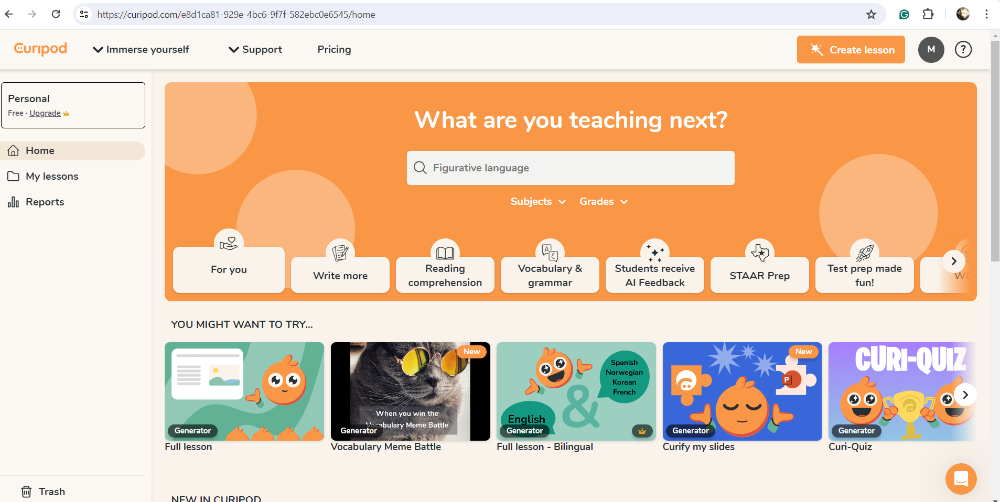 https://curipod.com/e8d1ca81-929e-4bc6-9f7f-582ebc0e6545/home
Curipod
Immerse yourself
Support
Pricing
Create lesson
M
?
Personal
Free • Upgrade
Home
My lessons
Reports
Trash
What are you teaching next?
Figurative language
Subjects
Grades
For you
Write more
Reading
comprehension
Vocabulary &
grammar
Students receive
AI Feedback
STAAR Prep
Test prep made
fun!
YOU MIGHT WANT TO TRY...
Generator
Full lesson
New
When you win the
Vocabulary Meme Battle
Generator
Vocabulary Meme Battle
Spanish
Norwegian
Korean
French
&
English
Generator
Full lesson - Bilingual
New
P
Generator
Curify my slides
CURI-QUIZ
Generator
Curi-Quiz
NEW IN CURIPOD